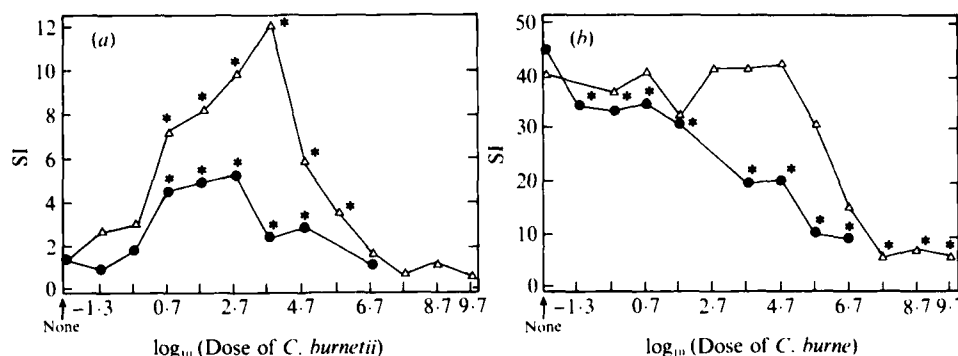 (a)
SI
12
10
8
6
4
2
0
None
−1·3 0·7 2·7 4·7 6·7 8·7 9·7
log₁₀ (Dose of C. burnetii)
(b)
SI
50
40
30
20
10
0
None
−1·3 0·7 2·7 4·7 6·7 8·7 9·7
log₁₀ (Dose of C. burne)